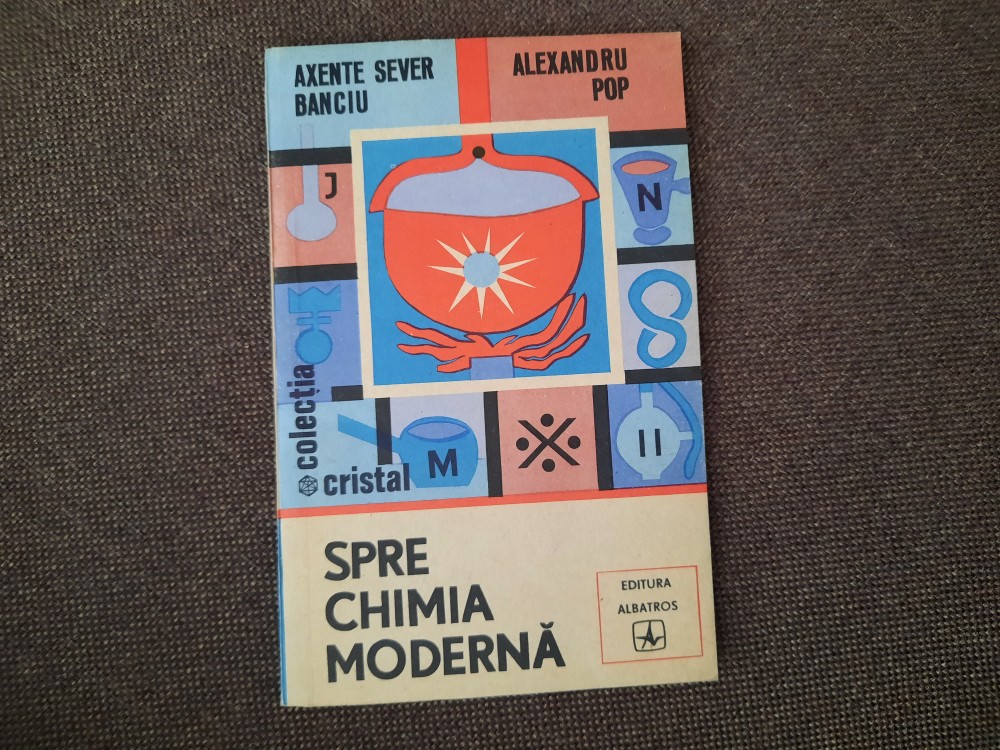 AXENTE SEVER
BANCIU
ALEXANDRU
POP
J
N
colecția
cristal
M
II
SPRE
CHIMIA
MODERNĂ
EDITURA
ALBATROS